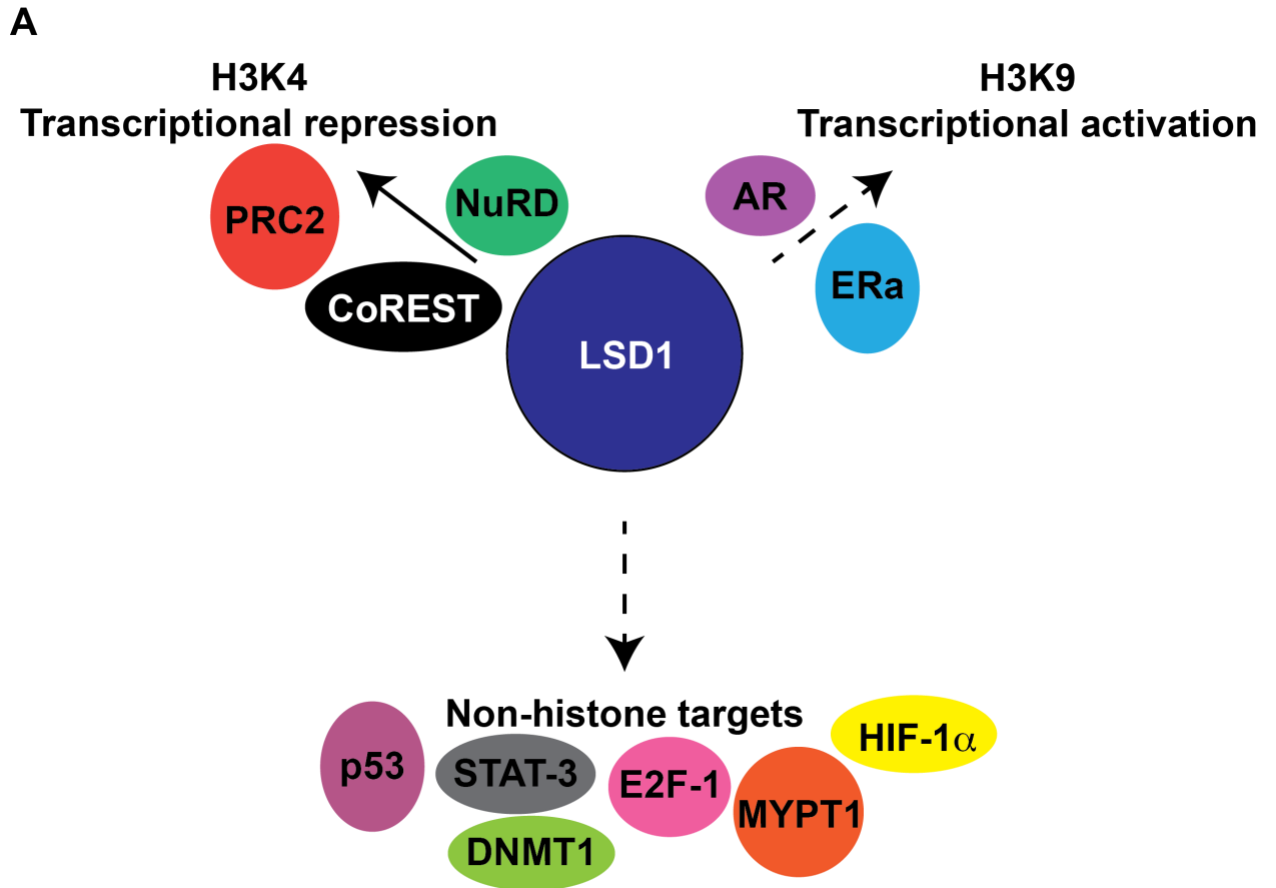 A
H3K4
Transcriptional repression
H3K9
Transcriptional activation
PRC2
NuRD
CoREST
AR
ERa
LSD1
Non-histone targets
p53
STAT-3
DNMT1
E2F-1
MYPT1
HIF-1α